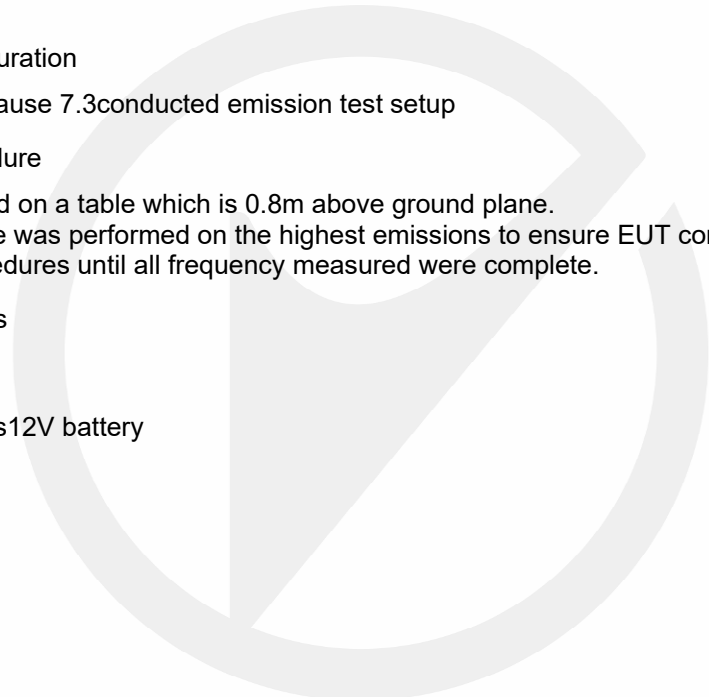 uration
ause 7.3conducted emission test setup
dure
d on a table which is 0.8m above ground plane.
e was performed on the highest emissions to ensure EUT cor
edures until all frequency measured were complete.
s
s12V battery